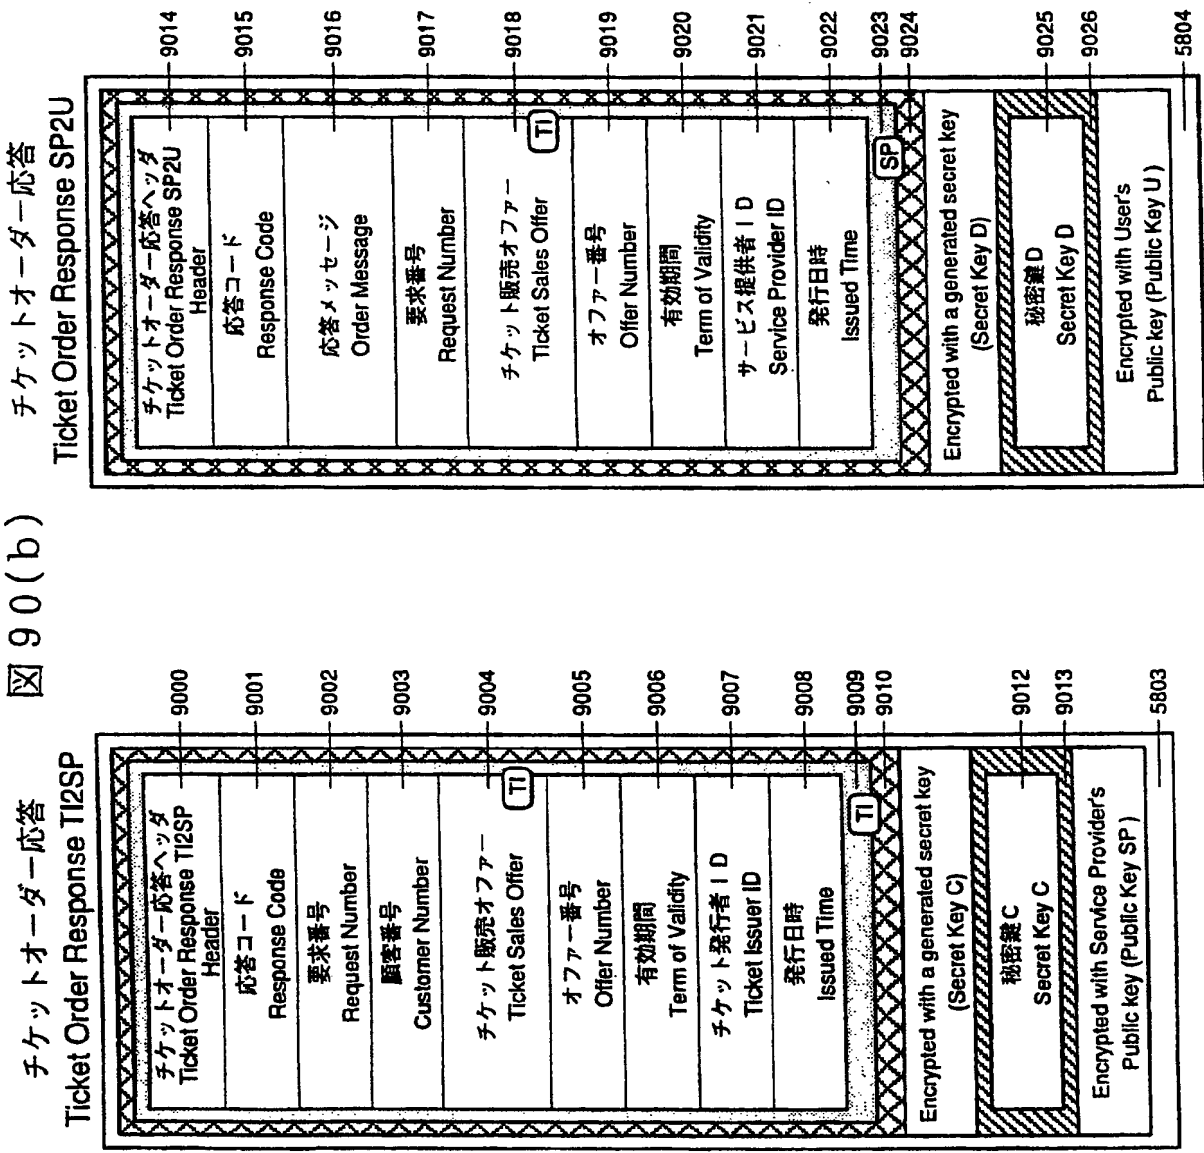 図90(b)
チケットオーダー応答
Ticket Order Response TI2SP
チケットオーダー応答ヘッダ
Ticket Order Response TI2SP
Header
9000
応答コード
Response Code
9001
要求番号
Request Number
9002
顧客番号
Customer Number
9003
チケット販売オファー
Ticket Sales Offer
TI
9004
オファー番号
Offer Number
9005
有効期間
Term of Validity
9006
チケット発行者ID
Ticket Issuer ID
9007
発行日時
Issued Time
9008
TI
9009
9010
Encrypted with a generated secret key
(Secret Key C)
秘密鍵C
Secret Key C
9012
9013
Encrypted with Service Provider's
Public key (Public Key SP)
5803
チケットオーダー応答
Ticket Order Response SP2U
チケットオーダー応答ヘッダ
Ticket Order Response SP2U
Header
9014
応答コード
Response Code
9015
応答メッセージ
Order Message
9016
要求番号
Request Number
9017
チケット販売オファー
Ticket Sales Offer
TI
9018
オファー番号
Offer Number
9019
有効期間
Term of Validity
9020
サービス提供者ID
Service Provider ID
9021
発行日時
Issued Time
9022
SP
9023
9024
Encrypted with a generated secret key
(Secret Key D)
秘密鍵D
Secret Key D
9025
9026
Encrypted with User's
Public key (Public Key U)
5804